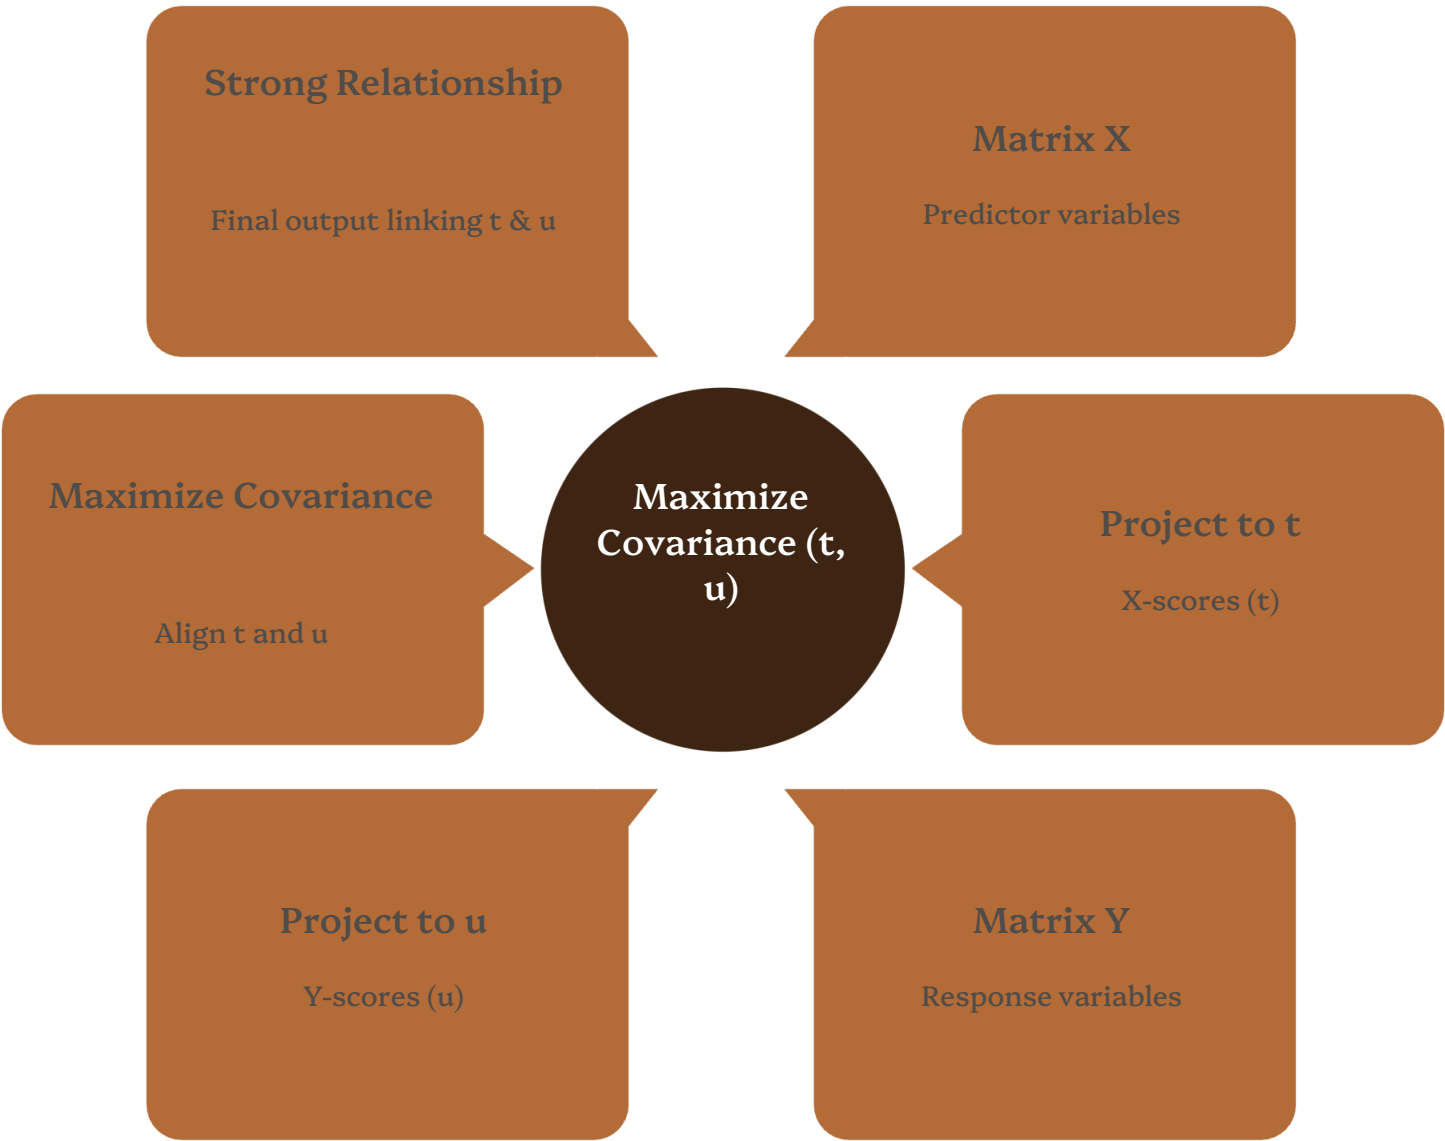 Strong Relationship
Final output linking t & u
Matrix X
Predictor variables
Maximize Covariance
Align t and u
Maximize
Covariance (t,
u)
Project to t
X-scores (t)
Project to u
Y-scores (u)
Matrix Y
Response variables